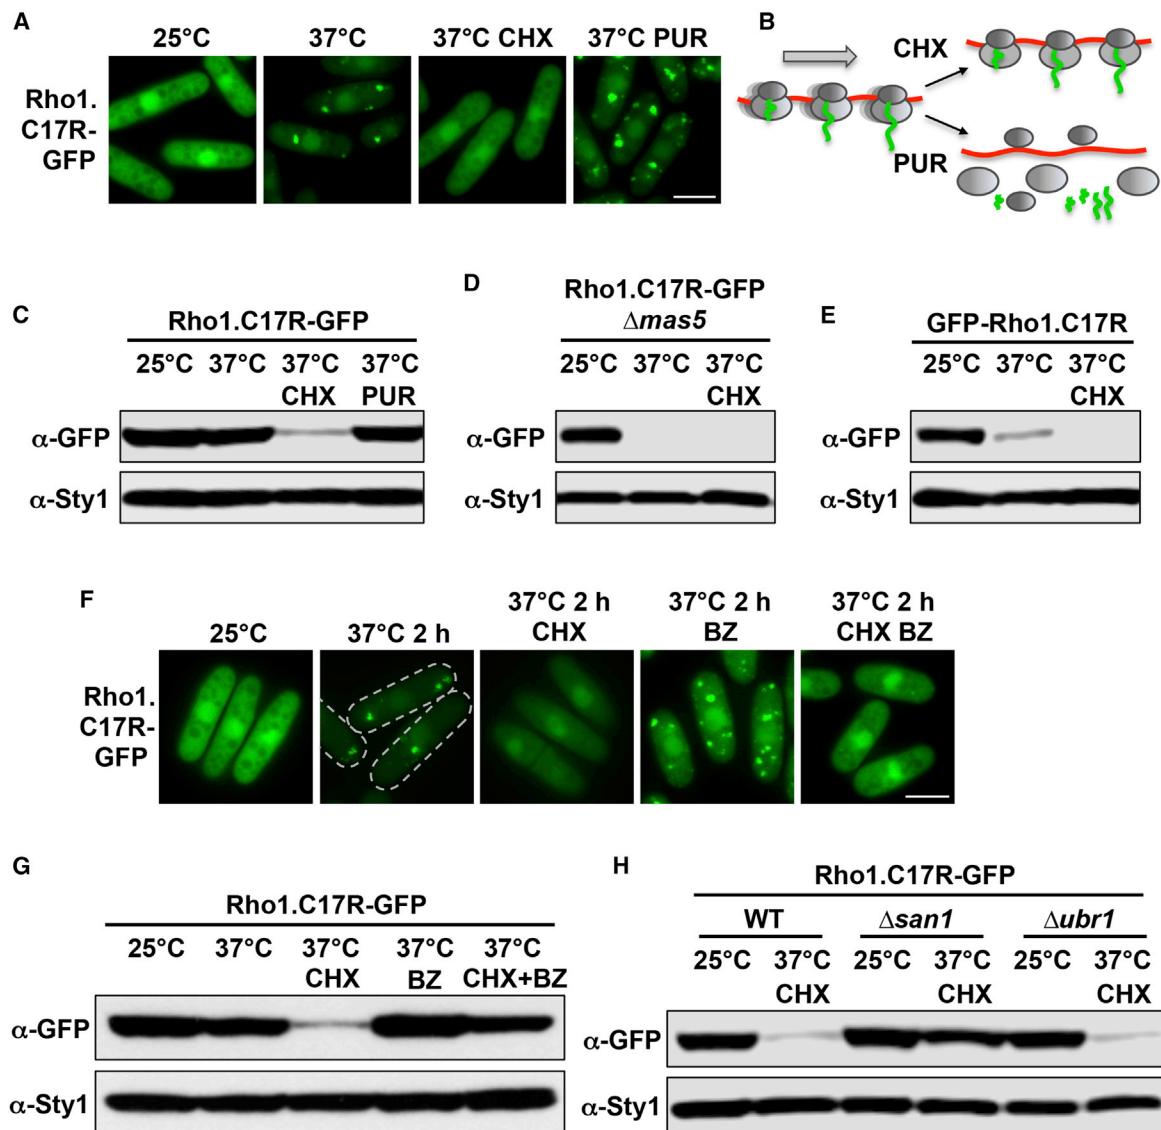 A
25°C
37°C
37°C CHX
37°C PUR
Rho1.
C17R-
GFP
B
CHX
PUR
C
Rho1.C17R-GFP
25°C 37°C 37°C 37°C
CHX PUR
α-GFP
α-Sty1
D
Rho1.C17R-GFP
Δmas5
25°C 37°C 37°C
CHX
α-GFP
α-Sty1
E
GFP-Rho1.C17R
25°C 37°C 37°C
CHX
α-GFP
α-Sty1
F
25°C
37°C 2 h
37°C 2 h
CHX
37°C 2 h
BZ
37°C 2 h
CHX BZ
Rho1.
C17R-
GFP
G
Rho1.C17R-GFP
25°C 37°C 37°C 37°C 37°C
CHX BZ CHX+BZ
α-GFP
α-Sty1
H
Rho1.C17R-GFP
WT Δsan1 Δubr1
25°C 37°C 25°C 37°C 25°C 37°C
CHX CHX CHX
α-GFP
α-Sty1